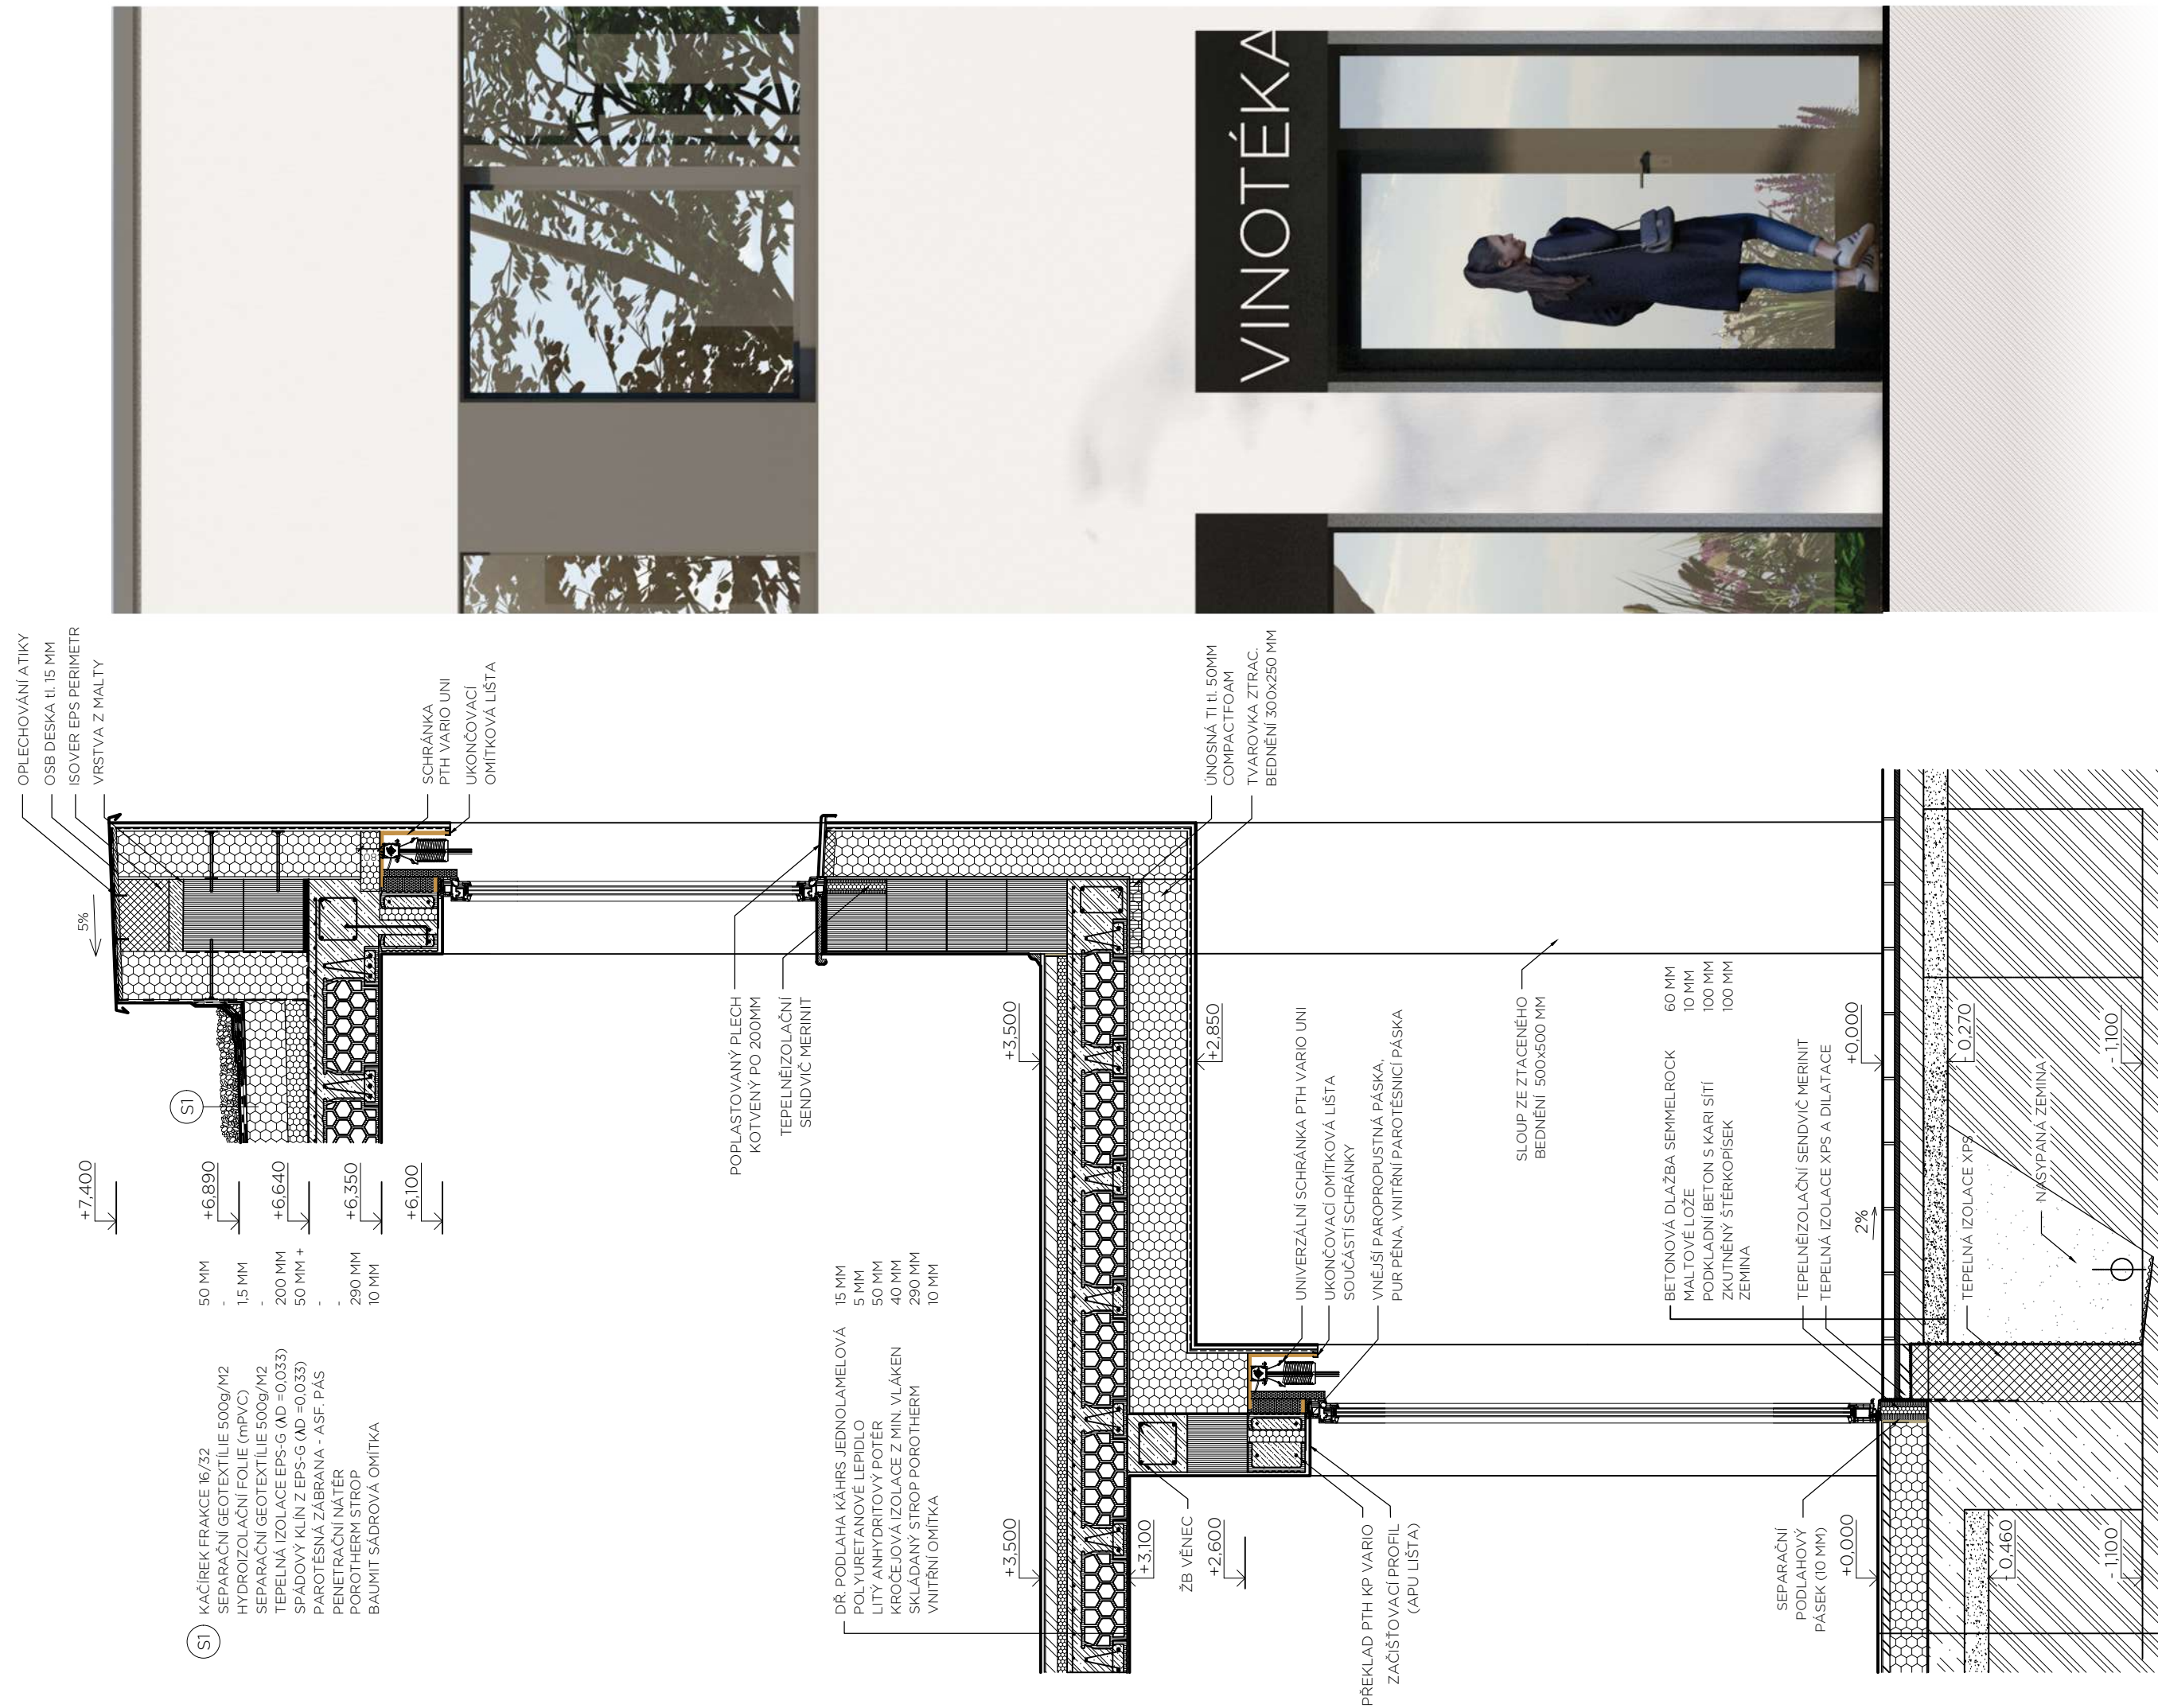 VINOTÉKA
OPLECHOVÁNÍ ATIKY
OSB DESKA tl. 15 MM
ISOVER EPS PERIMETR
VRSTVA Z MALTY
5%
SCHRÁNKA
PTH VARIO UNI
UKONČOVACÍ
OMÍTKOVÁ LIŠTA
80
S1
+7,400
+6,890
+6,640
+6,350
+6,100
S1
KAČÍREK FRAKCE 16/32 50 MM
SEPARAČNÍ GEOTEXTÍLIE 500g/M2 -
HYDROIZOLAČNÍ FOLIE (mPVC) 1,5 MM
SEPARAČNÍ GEOTEXTÍLIE 500g/M2 -
TEPELNÁ IZOLACE EPS-G (λD =0,033) 200 MM
SPÁDOVÝ KLÍN Z EPS-G (λD =0,033) 50 MM +
PAROTĚSNÁ ZÁBRANA - ASF. PÁS -
PENETRAČNÍ NÁTĚR -
POROTHERM STROP 290 MM
BAUMIT SÁDROVÁ OMÍTKA 10 MM
POPLASTOVANÝ PLECH
KOTVENÝ PO 200MM
TEPELNĚIZOLAČNÍ
SENDVIČ MERINIT
ÚNOSNÁ TI tl. 50MM
COMPACTFOAM
TVAROVKA ZTRAC.
BEDNĚNÍ 300x250 MM
+3,500
+2,850
DŘ. PODLAHA KÄHRS JEDNOLAMELOVÁ 15 MM
POLYURETANOVÉ LEPIDLO 5 MM
LITÝ ANHYDRITOVÝ POTĚR 50 MM
KROČEJOVÁ IZOLACE Z MIN. VLÁKEN 40 MM
SKLÁDANÝ STROP POROTHERM 290 MM
VNITŘNÍ OMÍTKA 10 MM
+3,500
+3,100
ŽB VĚNEC
+2,600
UNIVERZÁLNÍ SCHRÁNKA PTH VARIO UNI
UKONČOVACÍ OMÍTKOVÁ LIŠTA
SOUČÁSTÍ SCHRÁNKY
VNĚJŠÍ PAROPROPUSTNÁ PÁSKA,
PUR PĚNA, VNITŘNÍ PAROTĚSNICÍ PÁSKA
PŘEKLAD PTH KP VARIO
ZAČIŠŤOVACÍ PROFIL
(APU LIŠTA)
SLOUP ZE ZTACENÉHO
BEDNĚNÍ 500x500 MM
BETONOVÁ DLAŽBA SEMMELROCK 60 MM
MALTOVÉ LOŽE 10 MM
PODKLADNÍ BETON S KARI SÍTÍ 100 MM
ZKUTNĚNÝ ŠTĚRKOPÍSEK 100 MM
ZEMINA
TEPELNĚIZOLAČNÍ SENDVIČ MERINIT
TEPELNÁ IZOLACE XPS A DILATACE
2%
+0,000
- 0,270
- 1,100
TEPELNÁ IZOLACE XPS
NASYPANÁ ZEMINA
SEPARAČNÍ
PODLAHOVÝ
PÁSEK (10 MM)
+0,000
- 0,460
- 1,100